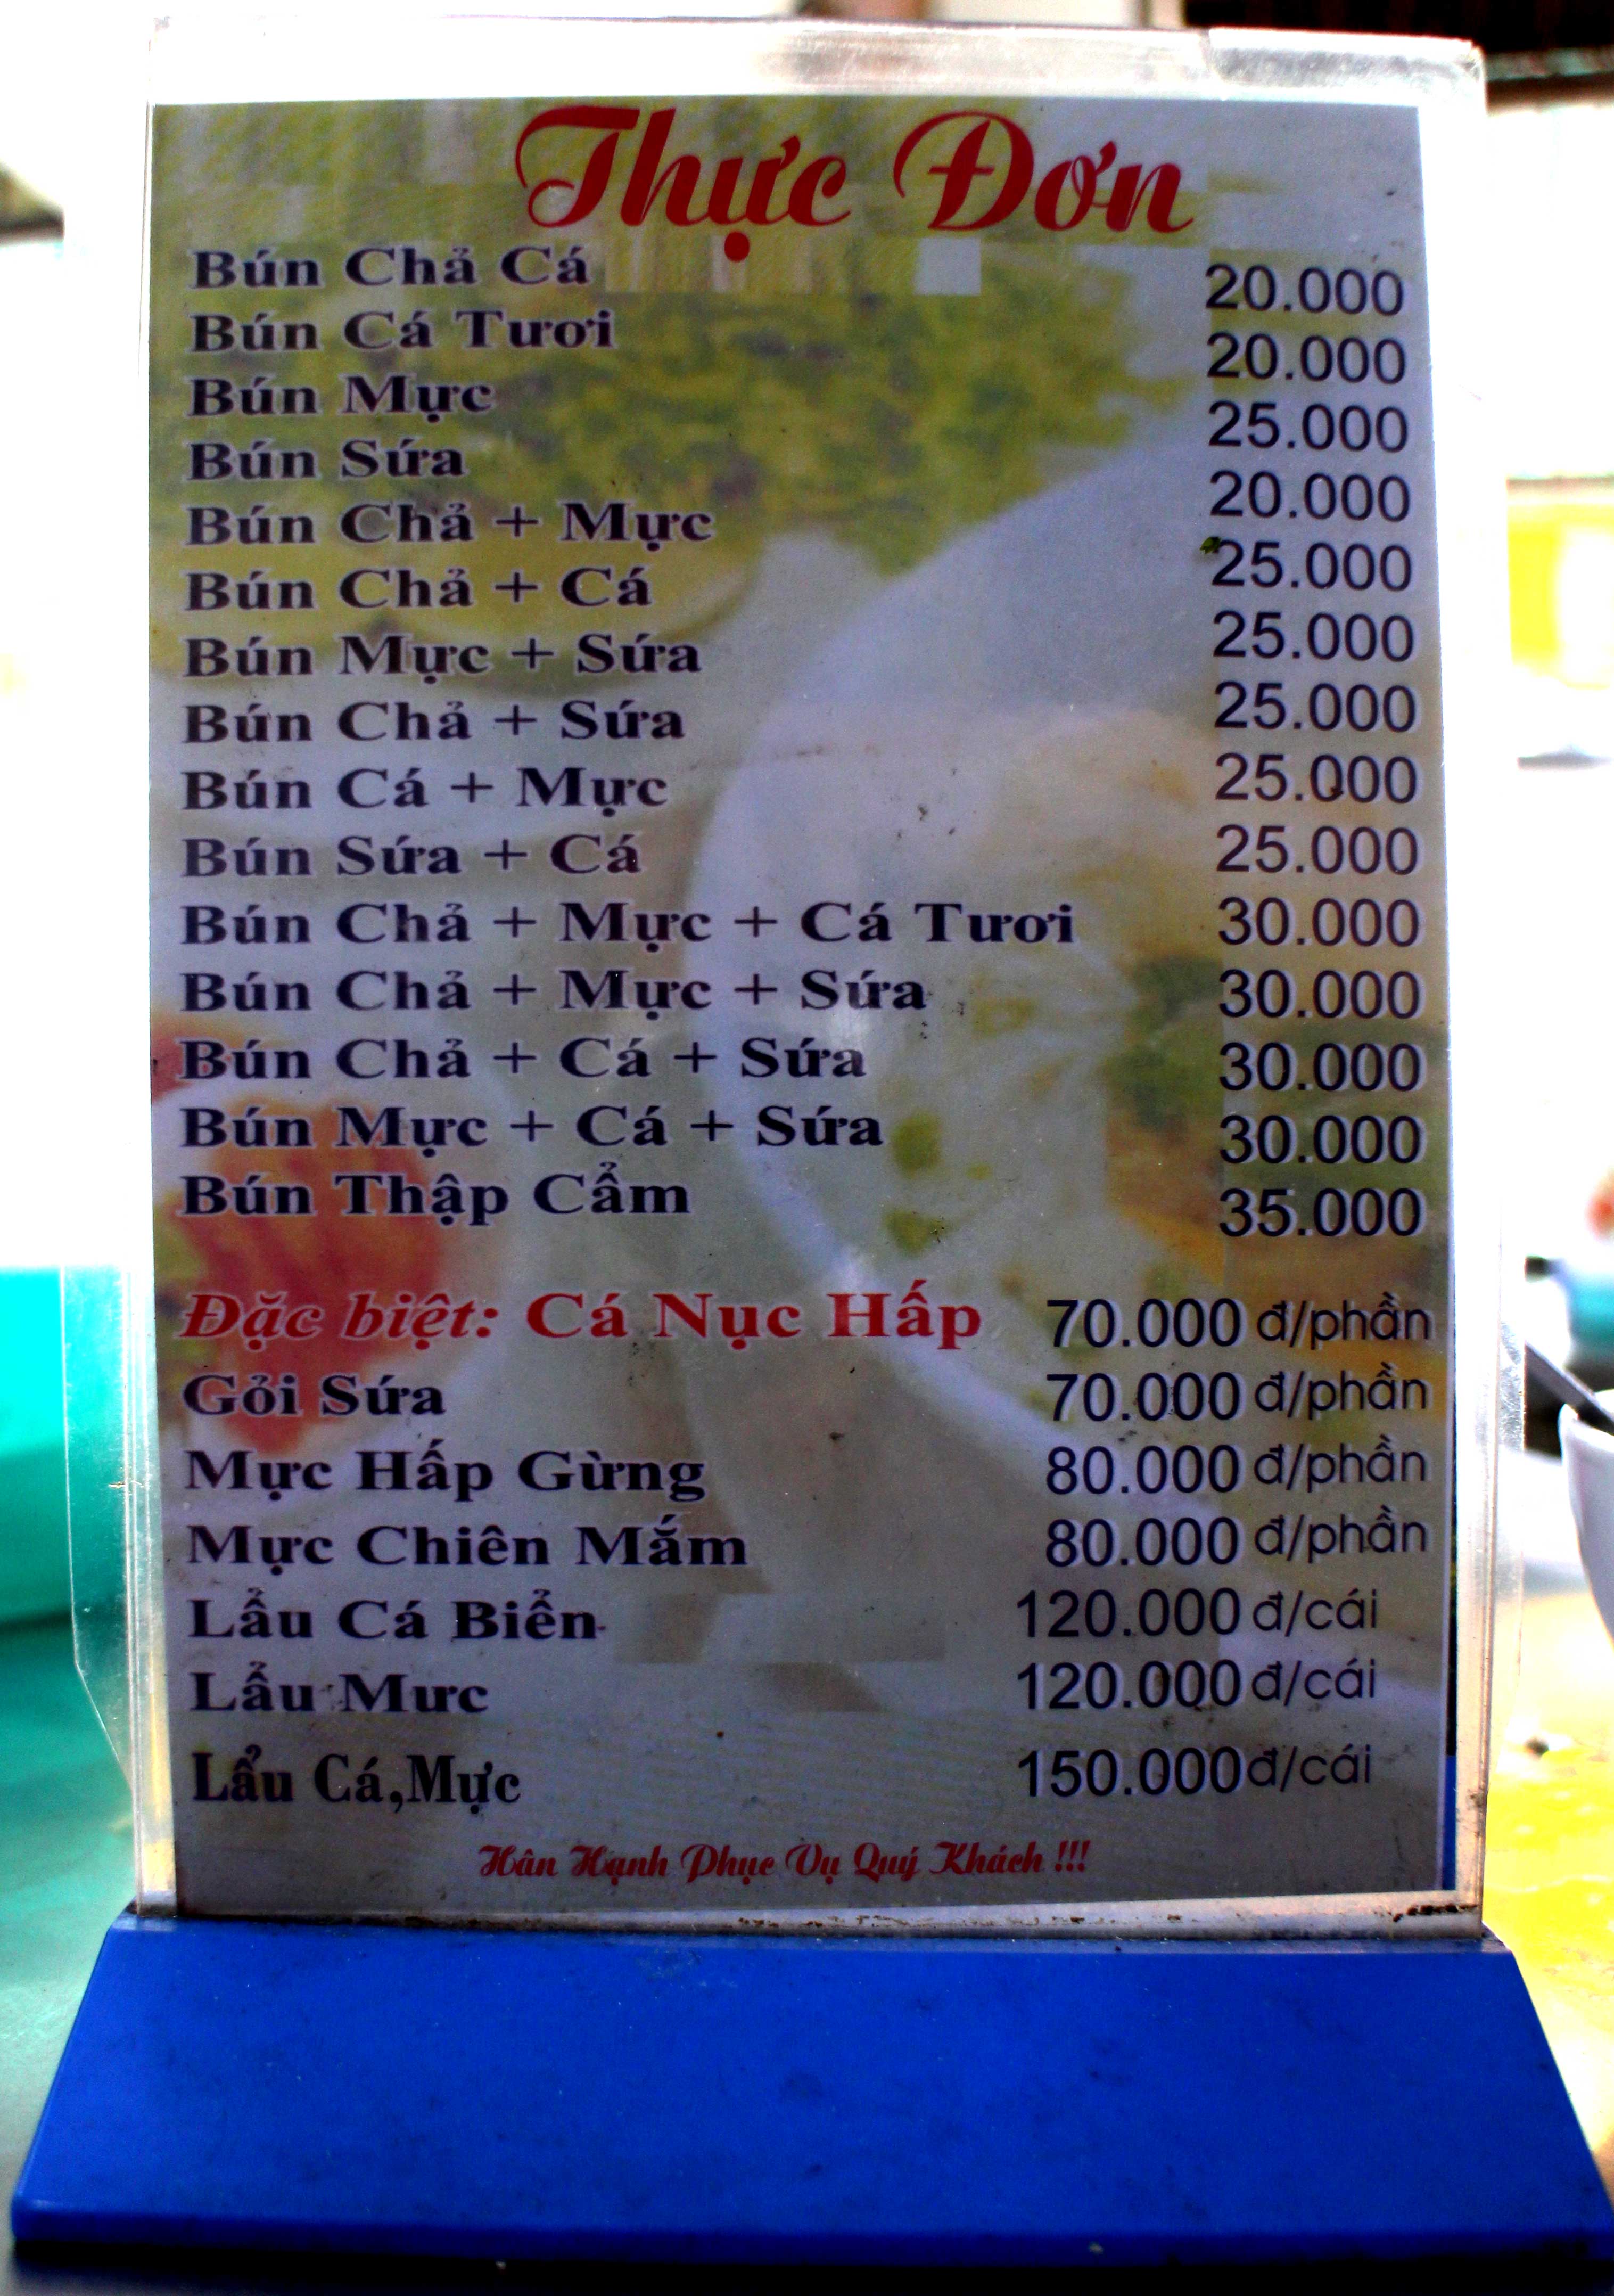 Thực Đơn
Bún Chả Cá 20.000
Bún Cá Tươi 20.000
Bún Mực 25.000
Bún Sứa 20.000
Bún Chả + Mực 25.000
Bún Chả + Cá 25.000
Bún Mực + Sứa 25.000
Bún Chả + Sứa 25.000
Bún Cá + Mực 25.000
Bún Sứa + Cá 30.000
Bún Chả + Mực + Cá Tươi 30.000
Bún Chả + Mực + Sứa 30.000
Bún Chả + Cá + Sứa 30.000
Bún Mực + Cá + Sứa 30.000
Bún Thập Cẩm 35.000
Đặc biệt: Cá Nục Hấp 70.000 đ/phần
Gỏi Sứa 70.000 đ/phần
Mực Hấp Gừng 80.000 đ/phần
Mực Chiên Mắm 80.000 đ/phần
Lẩu Cá Biển 120.000 đ/cái
Lẩu Mưc 120.000 đ/cái
Lẩu Cá,Mực 150.000đ/cái
Hân Hạnh Phục Vụ Quý Khách !!!